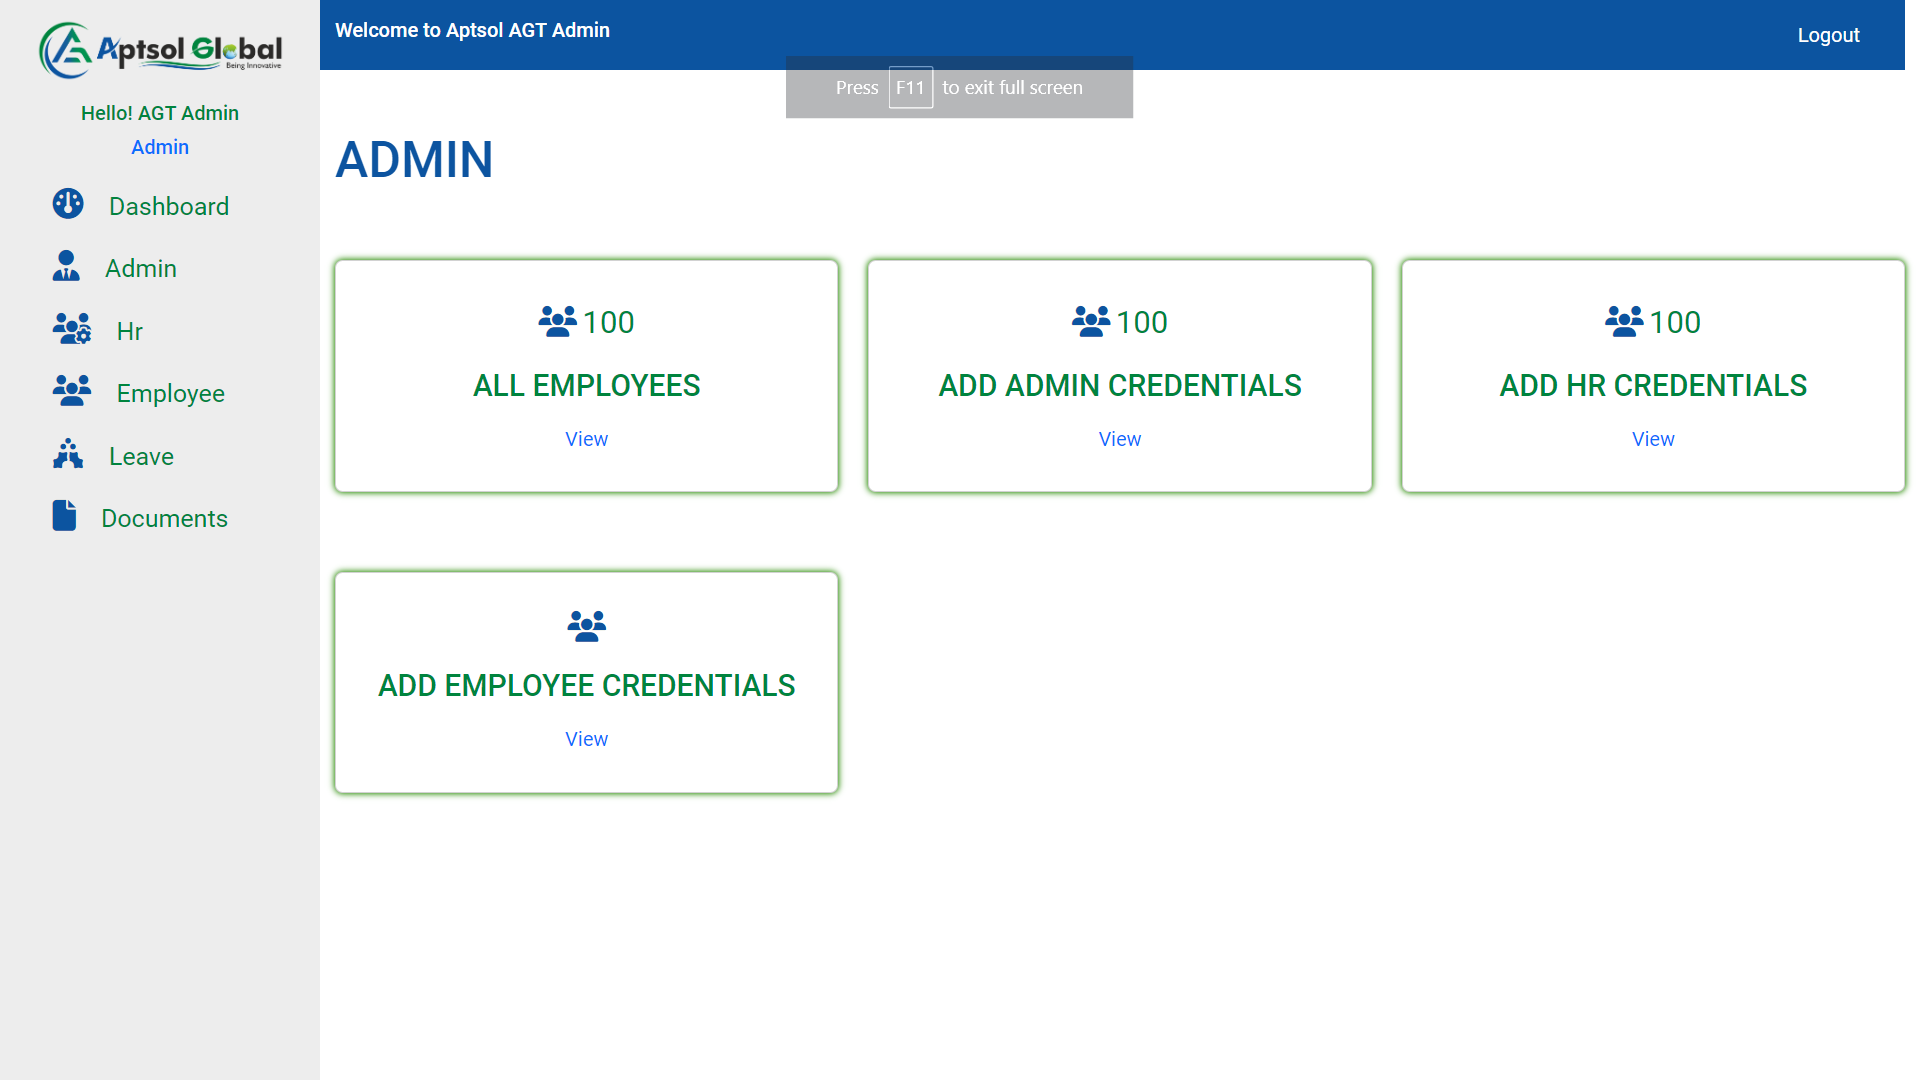 Aptsol Global
Being Innovative
Hello! AGT Admin
Admin
Dashboard
Admin
Hr
Employee
Leave
Documents
Welcome to Aptsol AGT Admin
Logout
Press F11 to exit full screen
ADMIN
100
ALL EMPLOYEES
View
100
ADD ADMIN CREDENTIALS
View
100
ADD HR CREDENTIALS
View
ADD EMPLOYEE CREDENTIALS
View